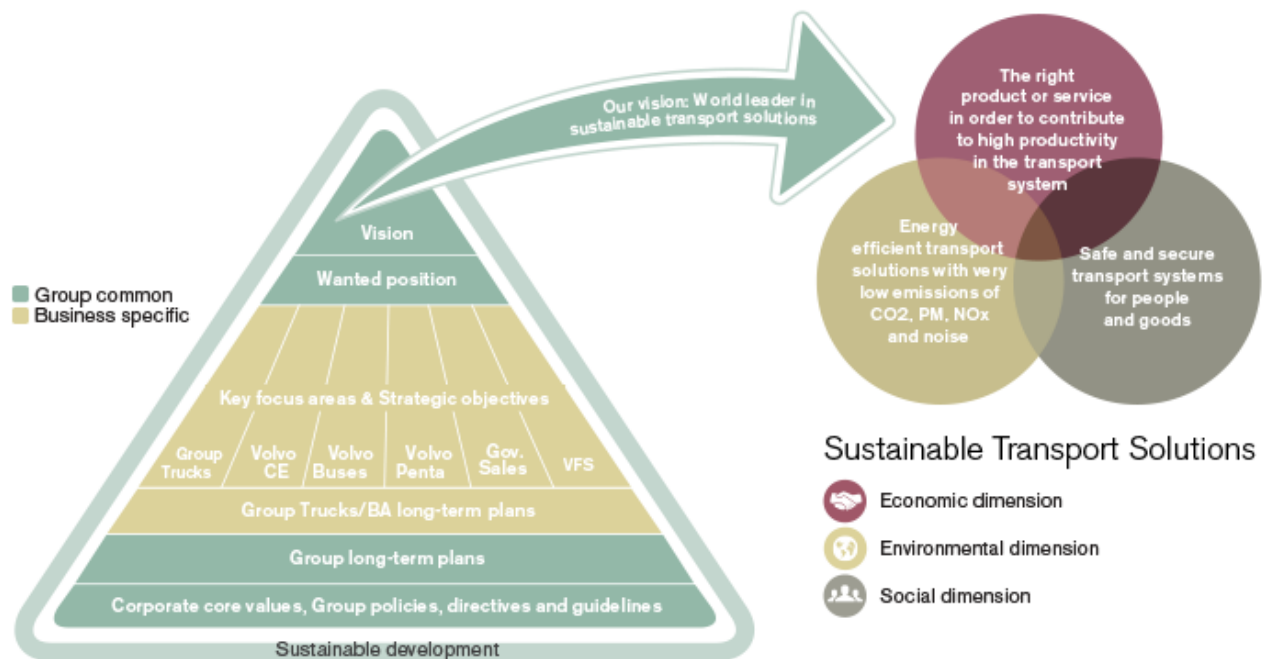 Our vision: World leader in
sustainable transport solutions
Vision
Wanted position
Group common
Business specific
Key focus areas & Strategic objectives
Group
Trucks
Volvo
CE
Volvo
Buses
Volvo
Penta
Gov.
Sales
VFS
Group Trucks/BA long-term plans
Group long-term plans
Corporate core values, Group policies, directives and guidelines
Sustainable development
The right
product or service
in order to contribute
to high productivity
in the transport
system
Energy
efficient transport
solutions with very
low emissions of
CO2, PM, NOx
and noise
Safe and secure
transport systems
for people
and goods
Sustainable Transport Solutions
Economic dimension
Environmental dimension
Social dimension